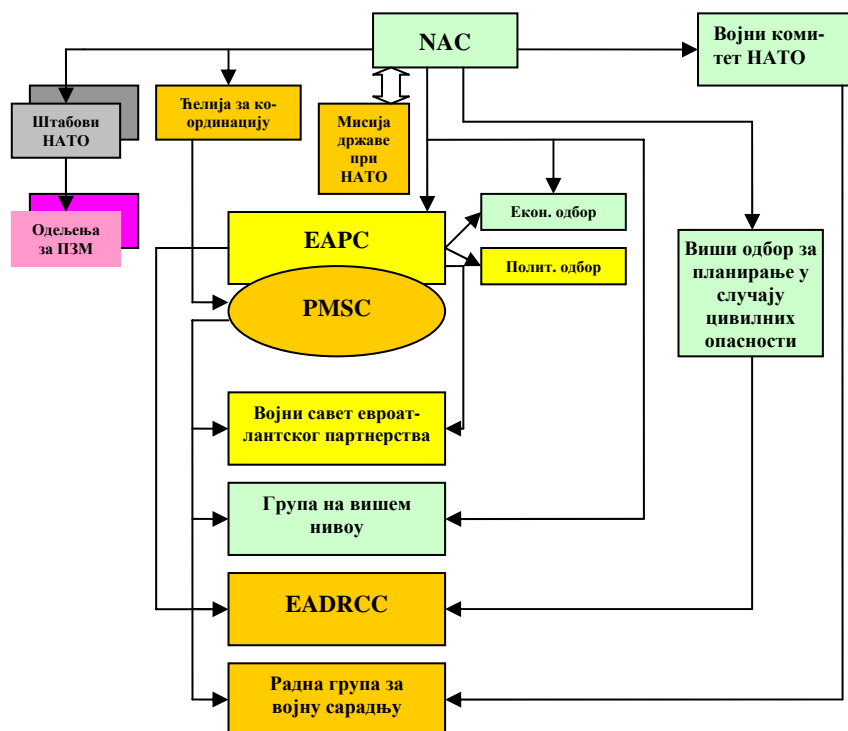 NAC
Војни коми-
тет НАТО
Штабови
НАТО
Ћелија за ко-
ординацију
Мисија
државе
при
НАТО
Одељења
за ПЗМ
EAPC
Екон. одбор
Полит. одбор
Виши одбор за
планирање у
случају
цивилних
опасности
PMSC
Војни савет евроат-
лантског партнерства
Група на вишем
нивоу
EADRCC
Радна група за
војну сарадњу